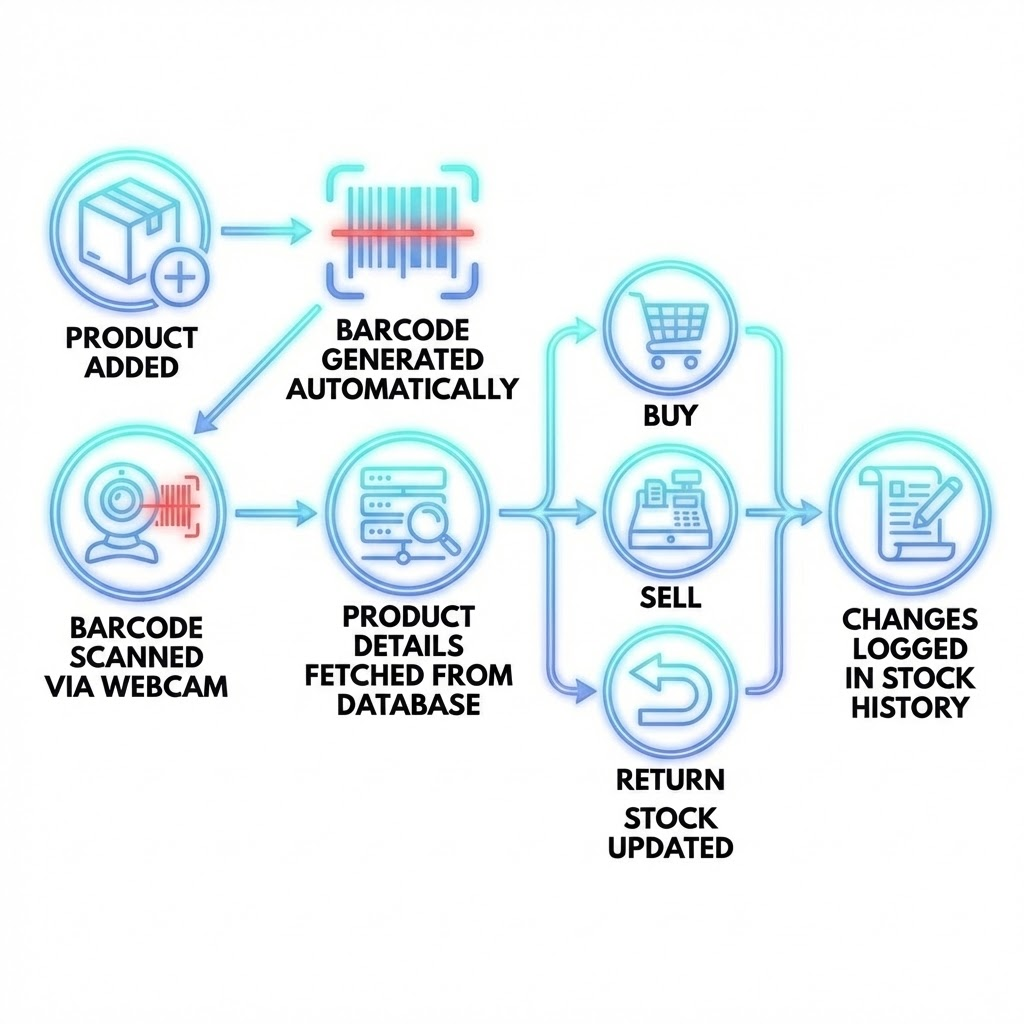 PRODUCT
ADDED
BARCODE
GENERATED
AUTOMATICALLY
BARCODE
SCANNED
VIA WEBCAM
PRODUCT
DETAILS
FETCHED FROM
DATABASE
BUY
SELL
RETURN
STOCK
UPDATED
CHANGES
LOGGED
IN STOCK
HISTORY